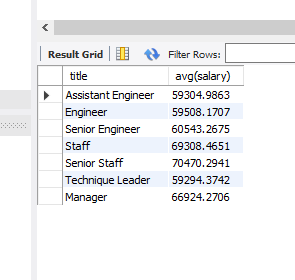 Result Grid Filter Rows:
title avg(salary)
Assistant Engineer 59304.9863
Engineer 59508.1707
Senior Engineer 60543.2675
Staff 69308.4651
Senior Staff 70470.2941
Technique Leader 59294.3742
Manager 66924.2706